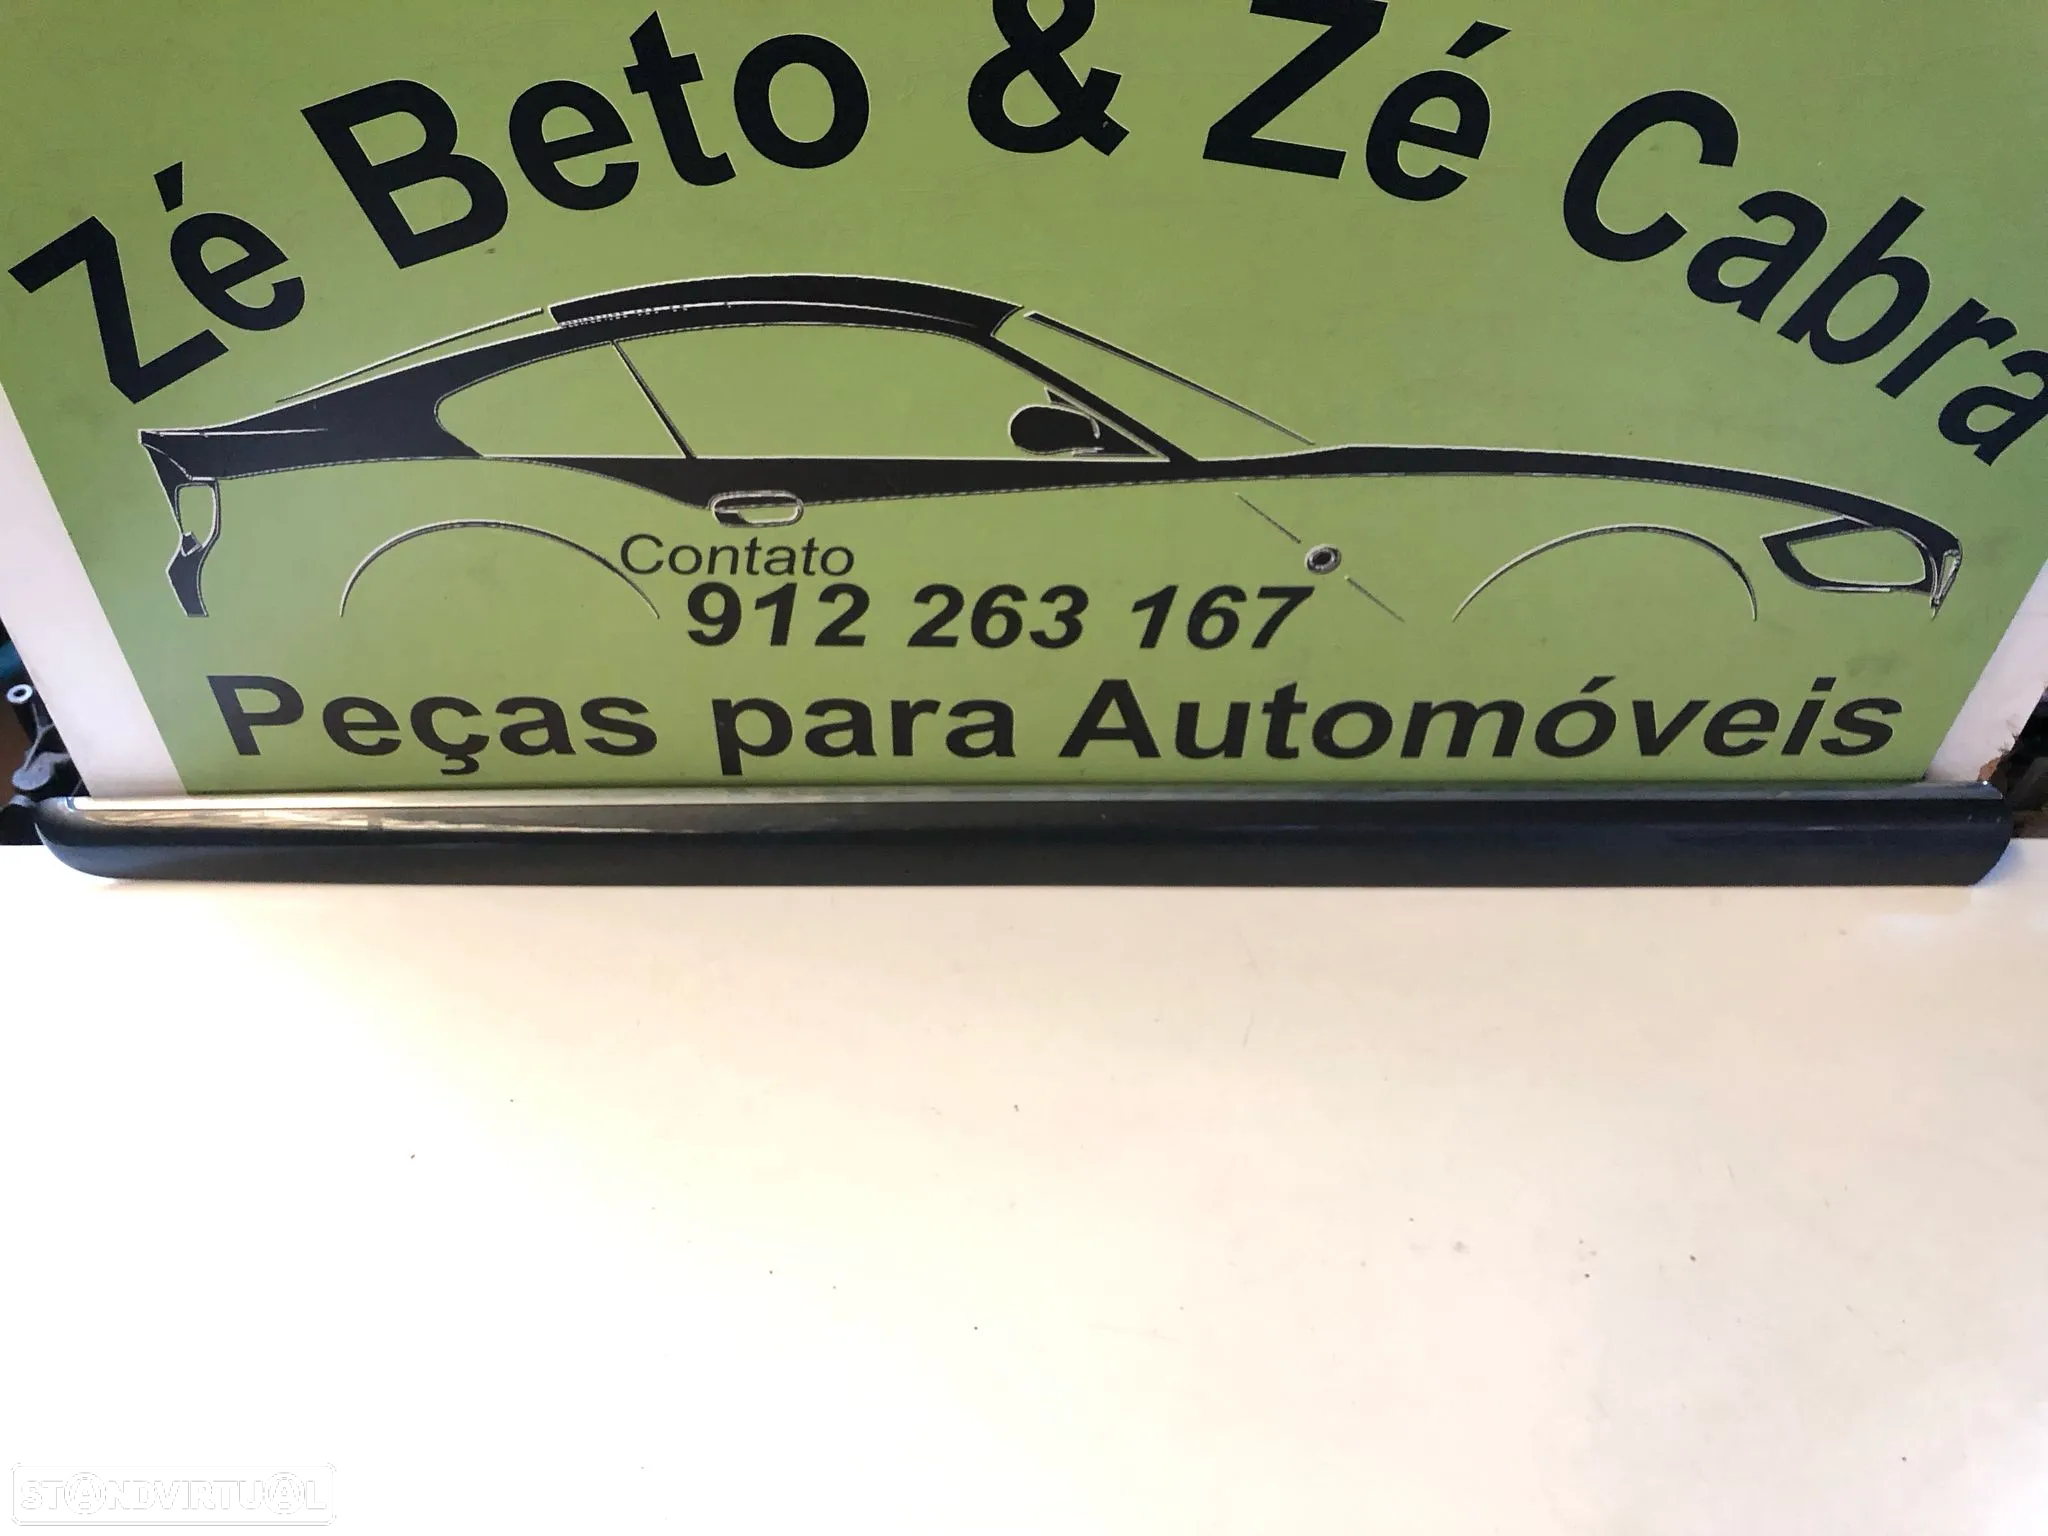 Zé Beto & Zé Cabra
Contato
912 263 167
Peças para Automóveis
STANDVIRTUAL